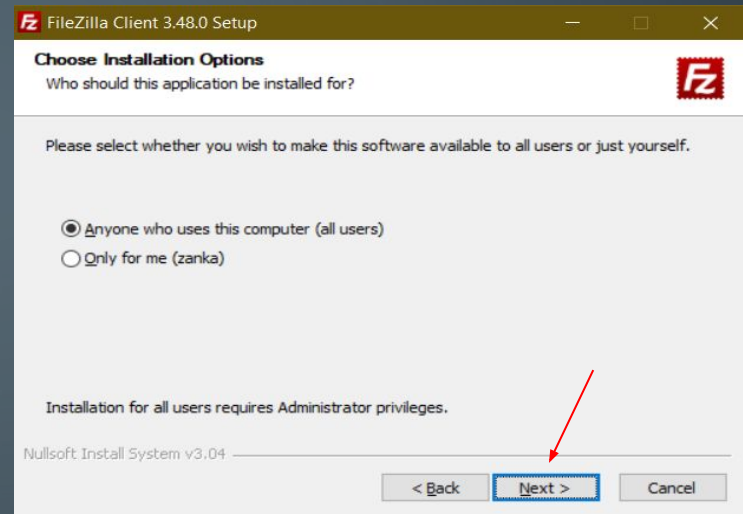 FileZilla Client 3.48.0 Setup
Choose Installation Options
Who should this application be installed for?
Fz
Please select whether you wish to make this software available to all users or just yourself.
Anyone who uses this computer (all users)
Only for me (zanka)
Installation for all users requires Administrator privileges.
Nullsoft Install System v3.04
< Back Next > Cancel